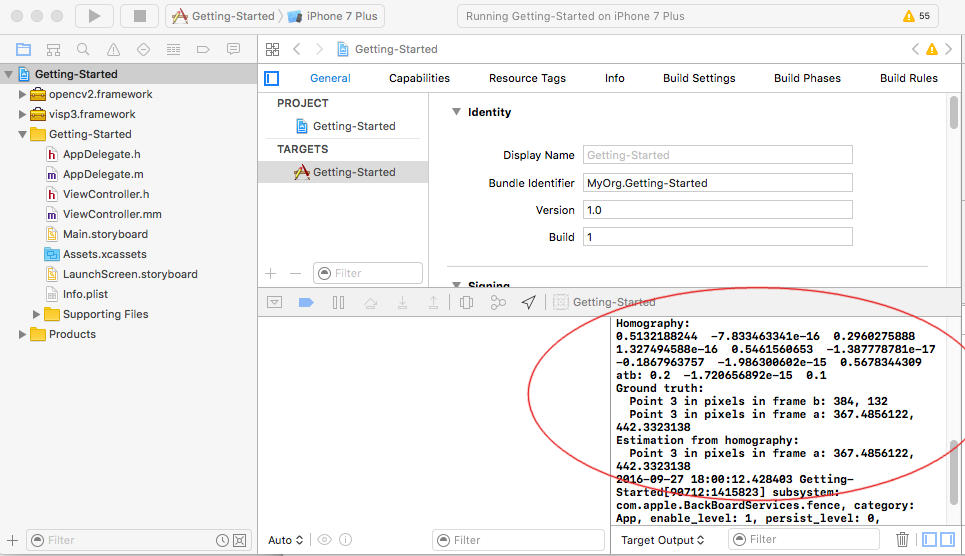 Getting-Started
iPhone 7 Plus
Running Getting-Started on iPhone 7 Plus
55
Getting-Started
Getting-Started
General
Capabilities
Resource Tags
Info
Build Settings
Build Phases
Build Rules
opencv2.framework
visp3.framework
Getting-Started
AppDelegate.h
AppDelegate.m
ViewController.h
ViewController.mm
Main.storyboard
Assets.xcassets
LaunchScreen.storyboard
Info.plist
Supporting Files
Products
PROJECT
Getting-Started
TARGETS
Getting-Started
Filter
Identity
Display Name
Getting-Started
Bundle Identifier
MyOrg.Getting-Started
Version
1.0
Build
1
Signing
Getting-Started
Homography:
0.5132188244 -7.833463341e-16 0.2960275888
1.327494588e-16 0.5461560653 -1.387778781e-17
-0.1867963757 -1.986300602e-15 0.5678344309
atb: 0.2 -1.720656892e-15 0.1
Ground truth:
Point 3 in pixels in frame b: 384, 132
Point 3 in pixels in frame a: 367.4856122,
442.3323138
Estimation from homography:
Point 3 in pixels in frame a: 367.4856122,
442.3323138
2016-09-27 18:00:12.428403 Getting-
Started[90712:1415823] subsystem:
com.apple.BackBoardServices.fence, category:
App, enable_level: 1, persist_level: 0,
Filter
Auto
Filter
Target Output
Filter